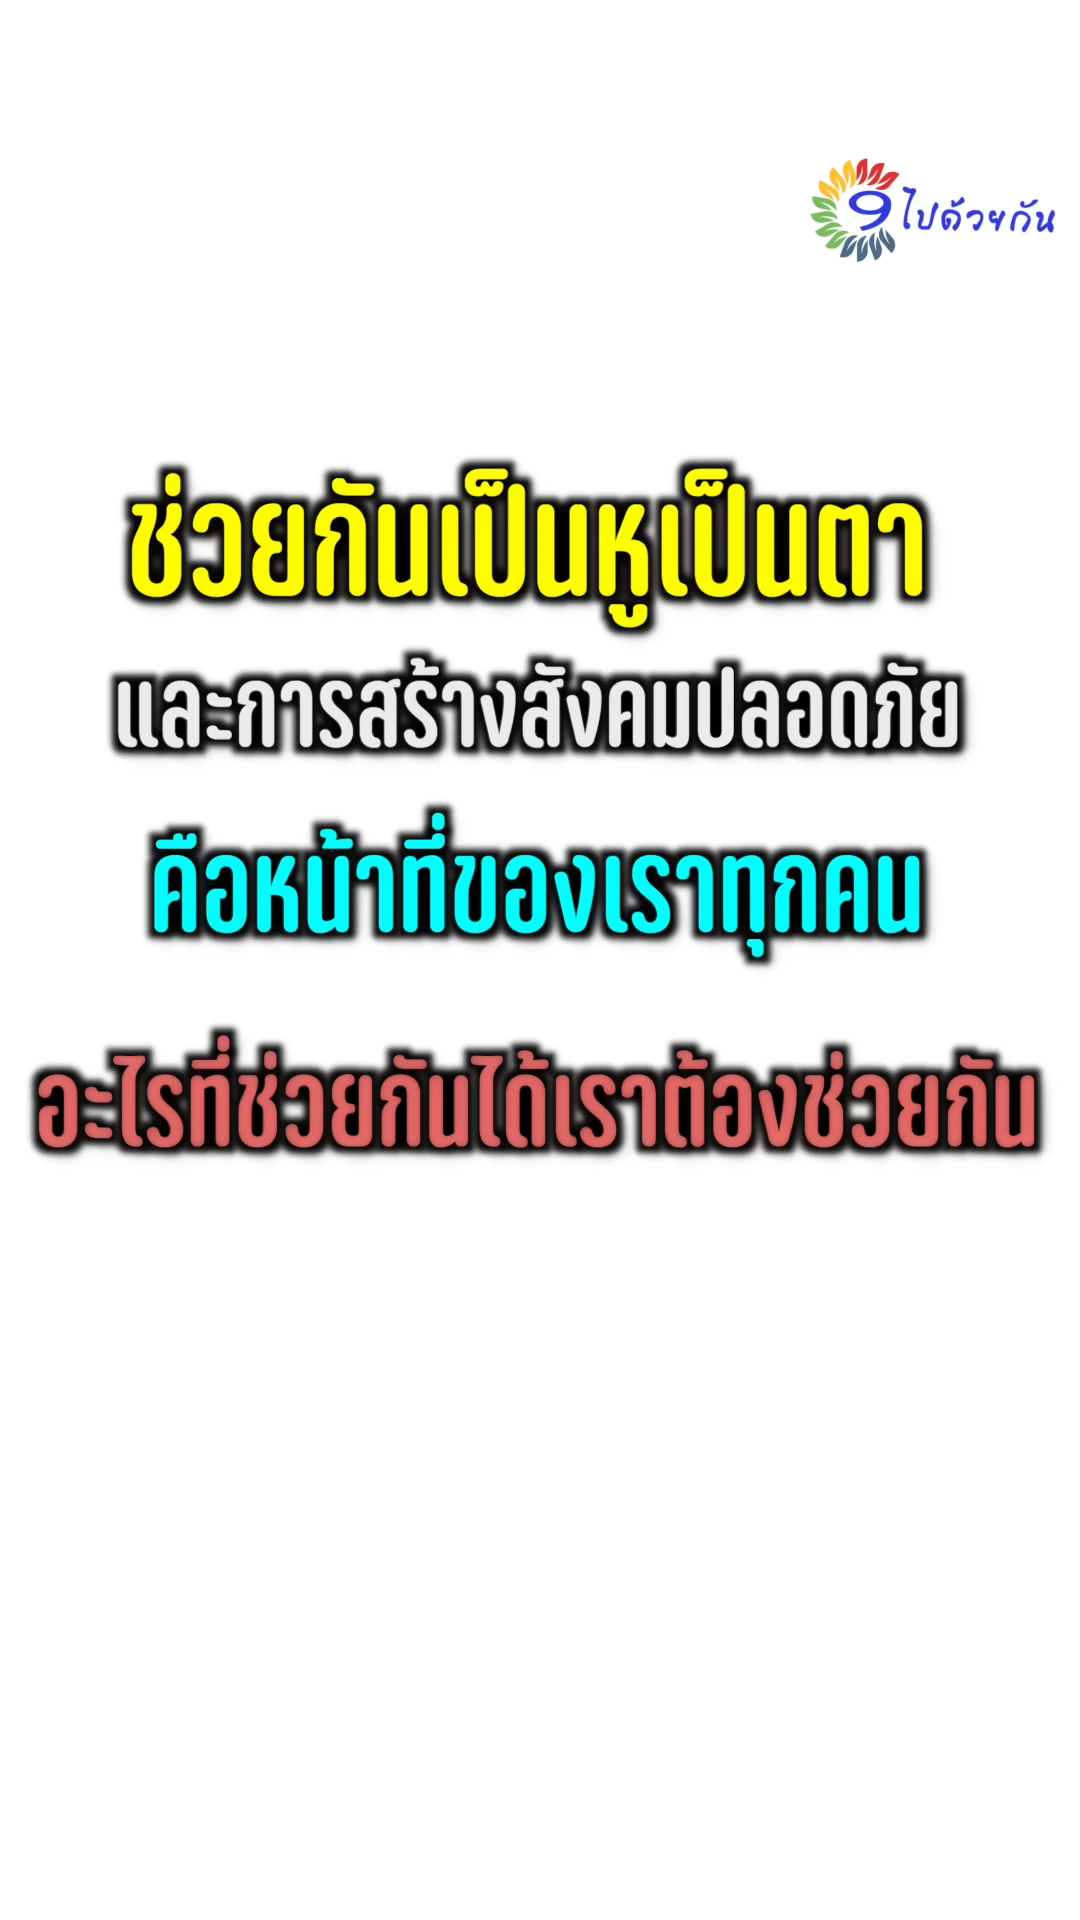 9 ไปด้วยกัน
ช่วยกันเป็นหูเป็นตา
และการสร้างสังคมปลอดภัย
คือหน้าที่ของเราทุกคน
อะไรที่ช่วยกันได้เราต้องช่วยกัน